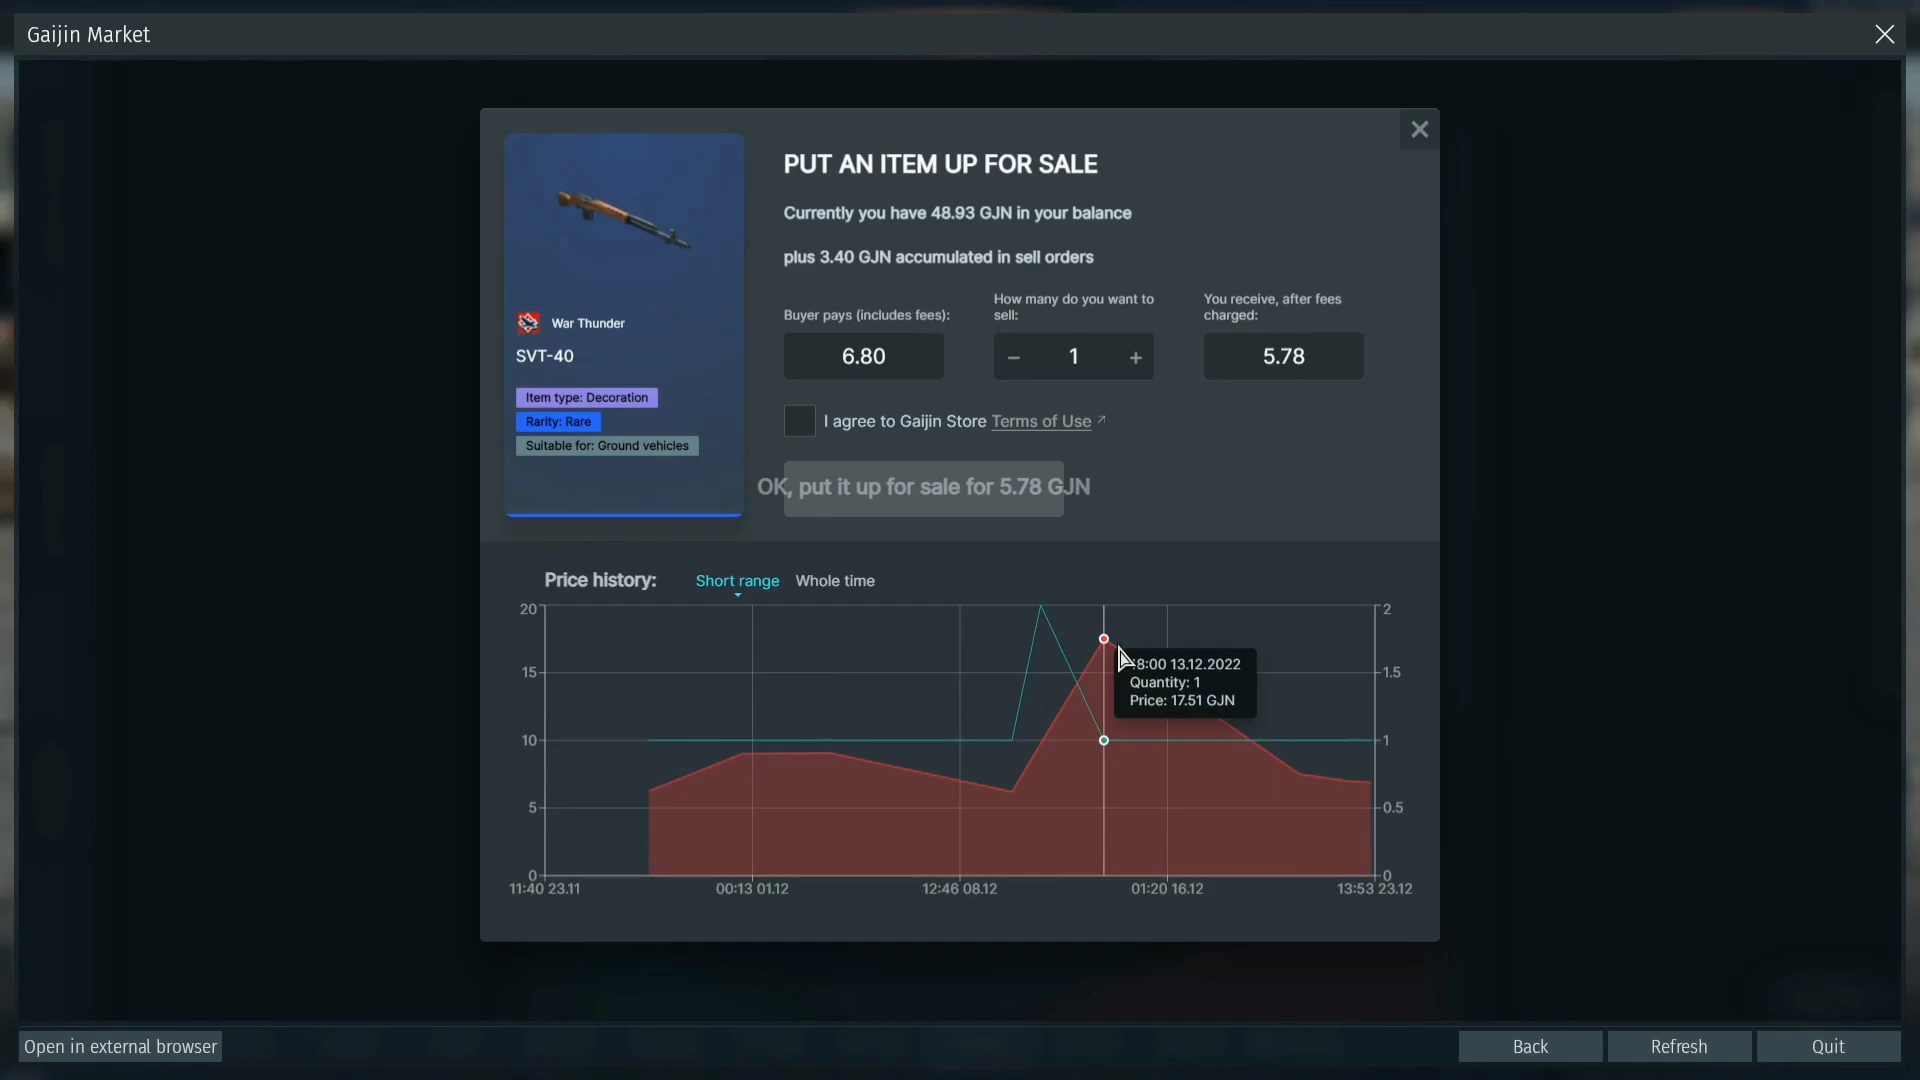 Gaijin Market
PUT AN ITEM UP FOR SALE
Currently you have 48.93 GJN in your balance
plus 3.40 GJN accumulated in sell orders
Buyer pays (includes fees):
6.80
How many do you want to
sell:
− 1 +
You receive, after fees
charged:
5.78
War Thunder
SVT-40
Item type: Decoration
Rarity: Rare
Suitable for: Ground vehicles
I agree to Gaijin Store Terms of Use
OK, put it up for sale for 5.78 GJN
Price history: Short range Whole time
20 2
15 1.5
10 1
5 0.5
0 0
8:00 13.12.2022
Quantity: 1
Price: 17.51 GJN
11:40 23.11 00:13 01.12 12:46 08.12 01:20 16.12 13:53 23.12
Open in external browser Back Refresh Quit